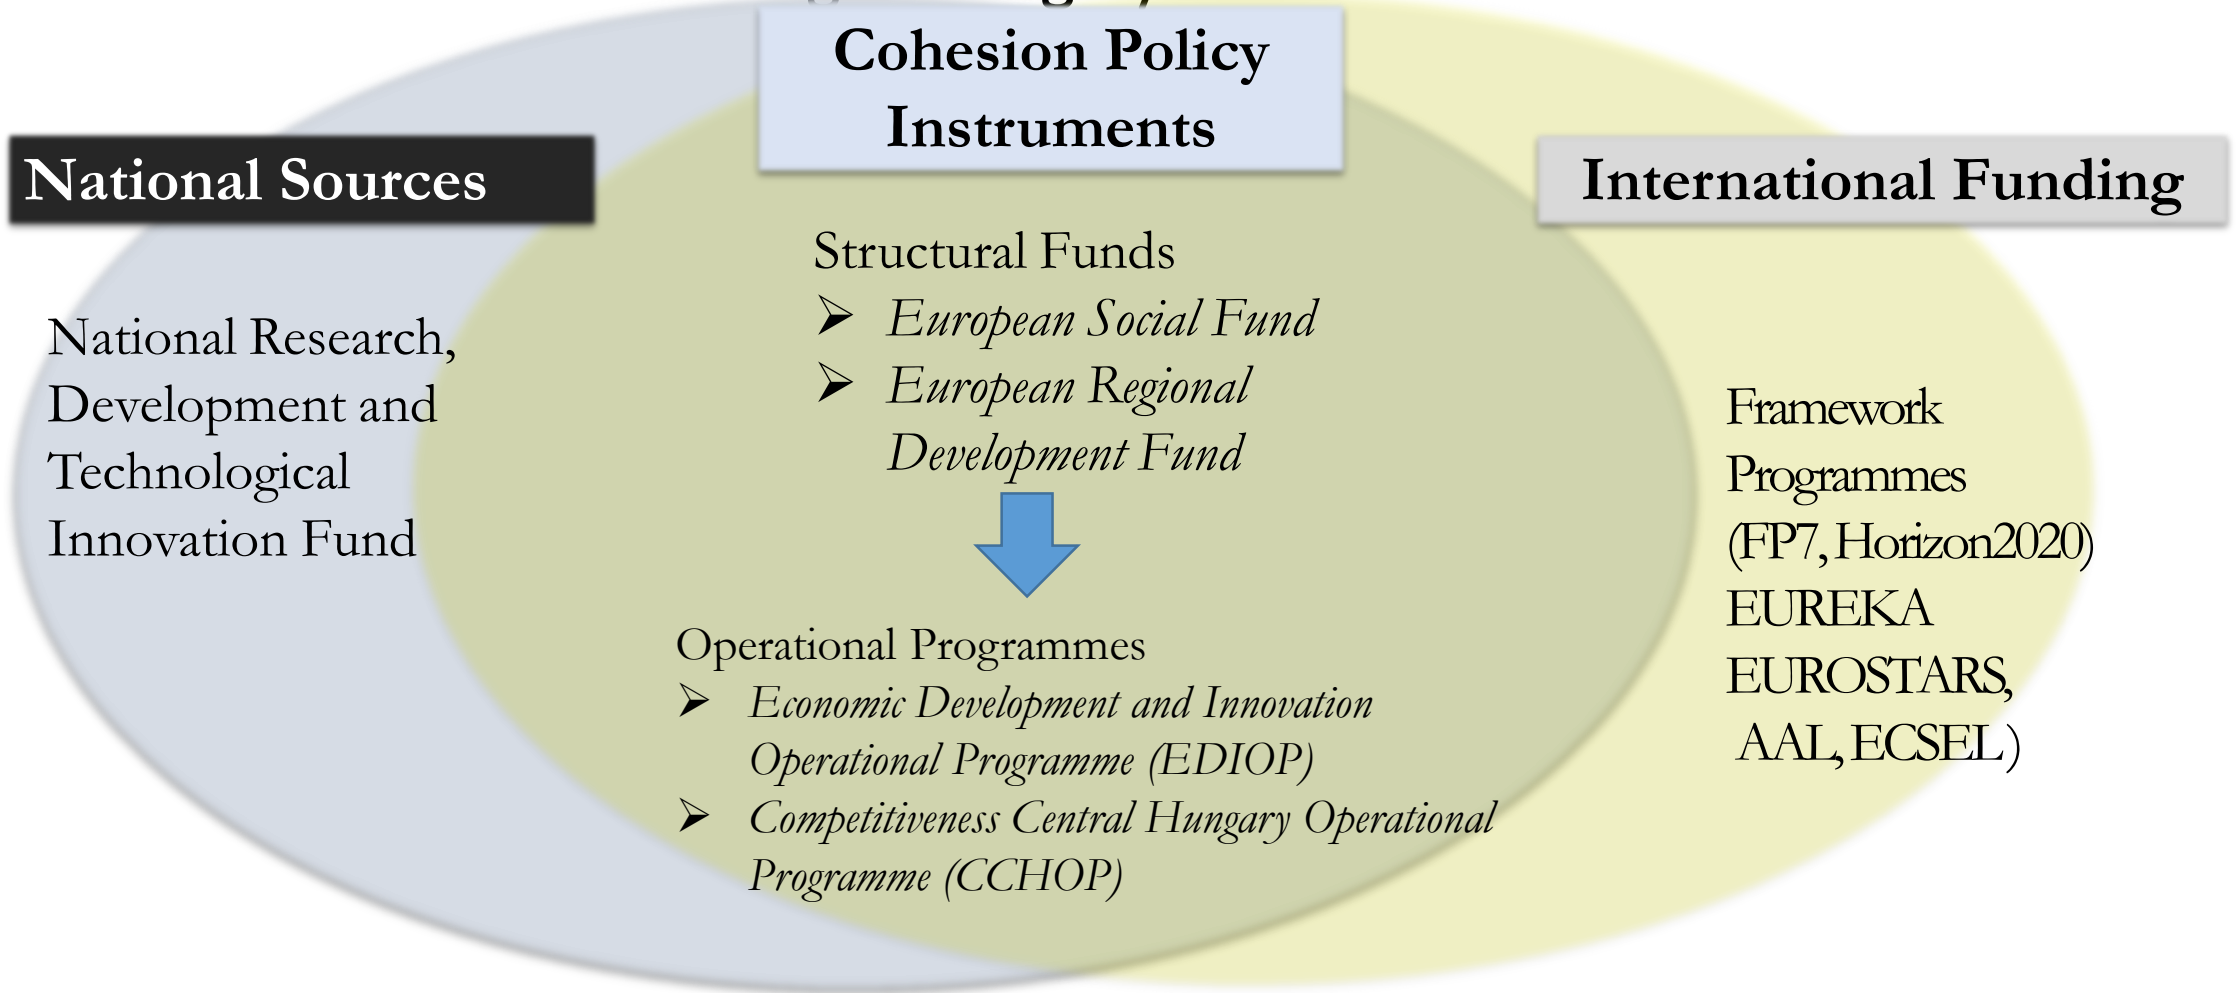 Cohesion Policy
Instruments
National Sources
International Funding
National Research,
Development and
Technological
Innovation Fund
Structural Funds
➢ European Social Fund
➢ European Regional
Development Fund
Operational Programmes
➢ Economic Development and Innovation
Operational Programme (EDIOP)
➢ Competitiveness Central Hungary Operational
Programme (CCHOP)
Framework
Programmes
(FP7, Horizon2020)
EUREKA
EUROSTARS,
AAL, ECSEL )